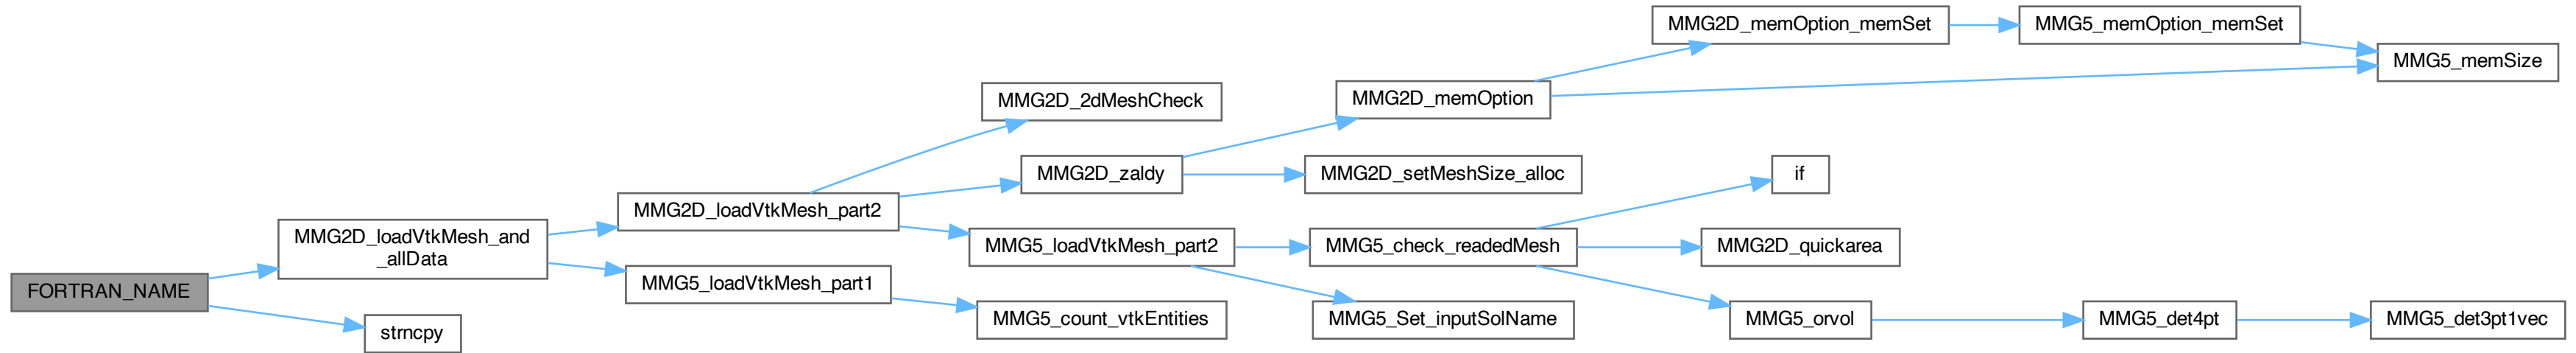 FORTRAN_NAME
MMG2D_loadVtkMesh_and
_allData
strncpy
MMG2D_loadVtkMesh_part2
MMG5_loadVtkMesh_part1
MMG2D_2dMeshCheck
MMG2D_zaldy
MMG5_loadVtkMesh_part2
MMG5_count_vtkEntities
MMG2D_memOption
MMG2D_setMeshSize_alloc
MMG5_check_readedMesh
MMG5_Set_inputSolName
MMG2D_memOption_memSet
if
MMG2D_quickarea
MMG5_orvol
MMG5_memOption_memSet
MMG5_memSize
MMG5_det4pt
MMG5_det3pt1vec